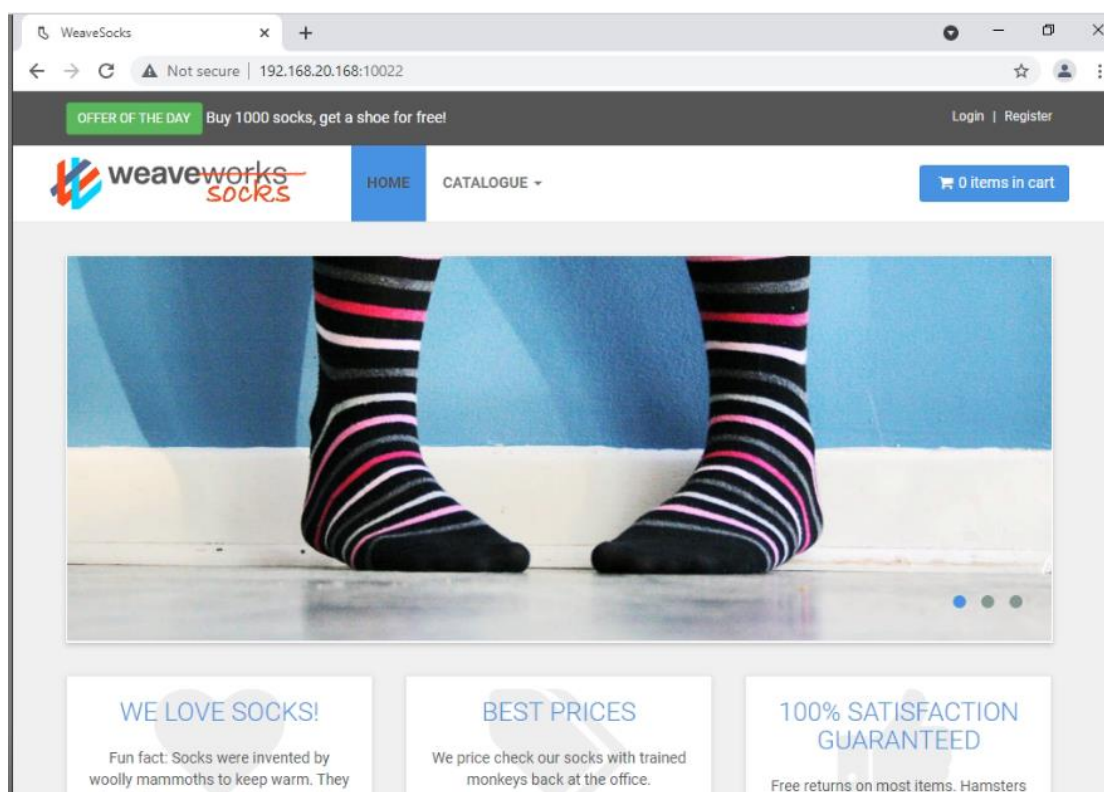 WeaveSocks
Not secure | 192.168.20.168:10022
OFFER OF THE DAY Buy 1000 socks, get a shoe for free!
Login | Register
weaveworks
socks
HOME
CATALOGUE
0 items in cart
WE LOVE SOCKS!
Fun fact: Socks were invented by
woolly mammoths to keep warm. They
BEST PRICES
We price check our socks with trained
monkeys back at the office.
100% SATISFACTION
GUARANTEED
Free returns on most items. Hamsters